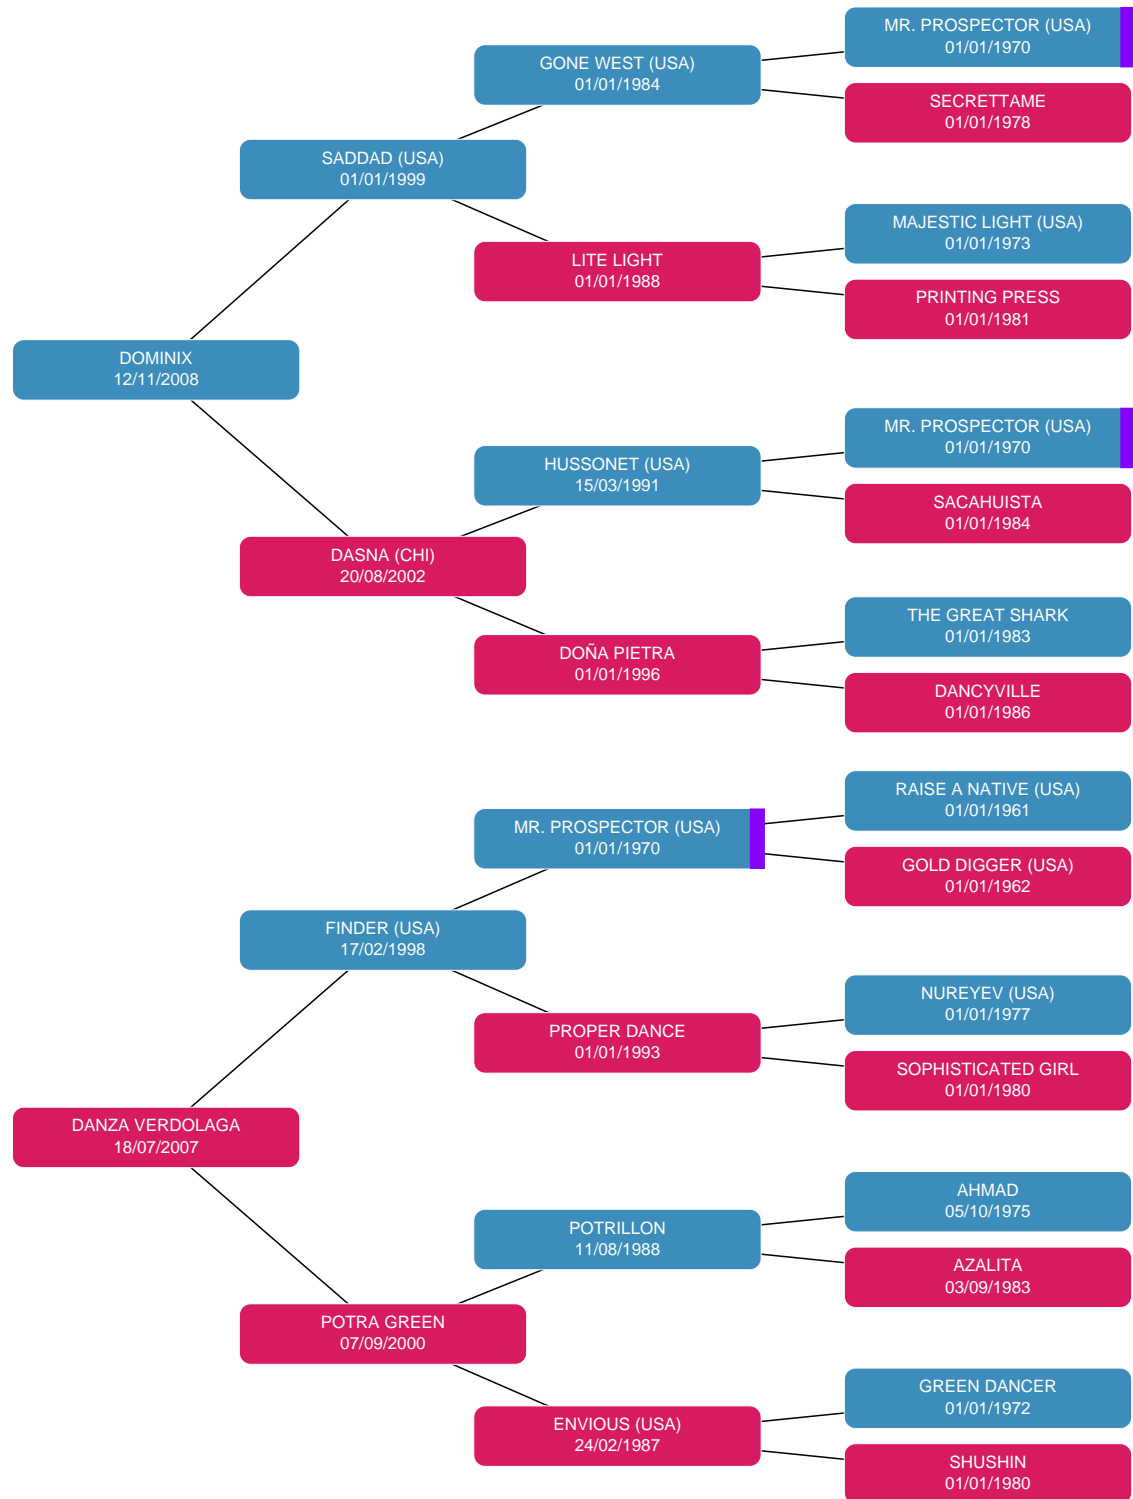 MR. PROSPECTOR (USA)
01/01/1970
GONE WEST (USA)
01/01/1984
SECRETTAME
01/01/1978
SADDAD (USA)
01/01/1999
MAJESTIC LIGHT (USA)
01/01/1973
LITE LIGHT
01/01/1988
PRINTING PRESS
01/01/1981
DOMINIX
12/11/2008
MR. PROSPECTOR (USA)
01/01/1970
HUSSONET (USA)
15/03/1991
SACAHUISTA
01/01/1984
DASNA (CHI)
20/08/2002
THE GREAT SHARK
01/01/1983
DOÑA PIETRA
01/01/1996
DANCYVILLE
01/01/1986
RAISE A NATIVE (USA)
01/01/1961
MR. PROSPECTOR (USA)
01/01/1970
GOLD DIGGER (USA)
01/01/1962
FINDER (USA)
17/02/1998
NUREYEV (USA)
01/01/1977
PROPER DANCE
01/01/1993
SOPHISTICATED GIRL
01/01/1980
DANZA VERDOLAGA
18/07/2007
AHMAD
05/10/1975
POTRILLON
11/08/1988
AZALITA
03/09/1983
POTRA GREEN
07/09/2000
GREEN DANCER
01/01/1972
ENVIOUS (USA)
24/02/1987
SHUSHIN
01/01/1980